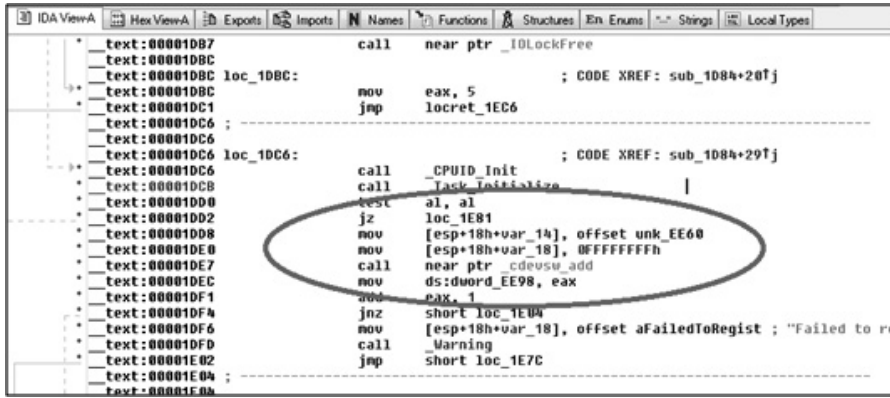 IDA View-A Hex View-A Exports Imports N Names Functions Structures En Enums "..." Strings Local Types
__text:00001DB7 call near ptr _IOLockFree
__text:00001DBC
__text:00001DBC loc_1DBC: ; CODE XREF: sub_1D84+20↑j
__text:00001DBC mov eax, 5
__text:00001DC1 jmp locret_1EC6
__text:00001DC6 ; ---------------------------------------------------------------------------
__text:00001DC6
__text:00001DC6 loc_1DC6: ; CODE XREF: sub_1D84+29↑j
__text:00001DC6 call _CPUID_Init
__text:00001DCB call _Task_Initialize
__text:00001DD0 test al, al
__text:00001DD2 jz loc_1E81
__text:00001DD8 mov [esp+18h+var_14], offset unk_EE60
__text:00001DE0 mov [esp+18h+var_18], 0FFFFFFFFh
__text:00001DE7 call near ptr _cdevsw_add
__text:00001DEC mov ds:dword_EE98, eax
__text:00001DF1 add eax, 1
__text:00001DF4 jnz short loc_1E04
__text:00001DF6 mov [esp+18h+var_18], offset aFailedToRegist ; "Failed to re
__text:00001DFD call _Warning
__text:00001E02 jmp short loc_1E7C
__text:00001E04 ; ---------------------------------------------------------------------------
__text:00001E04